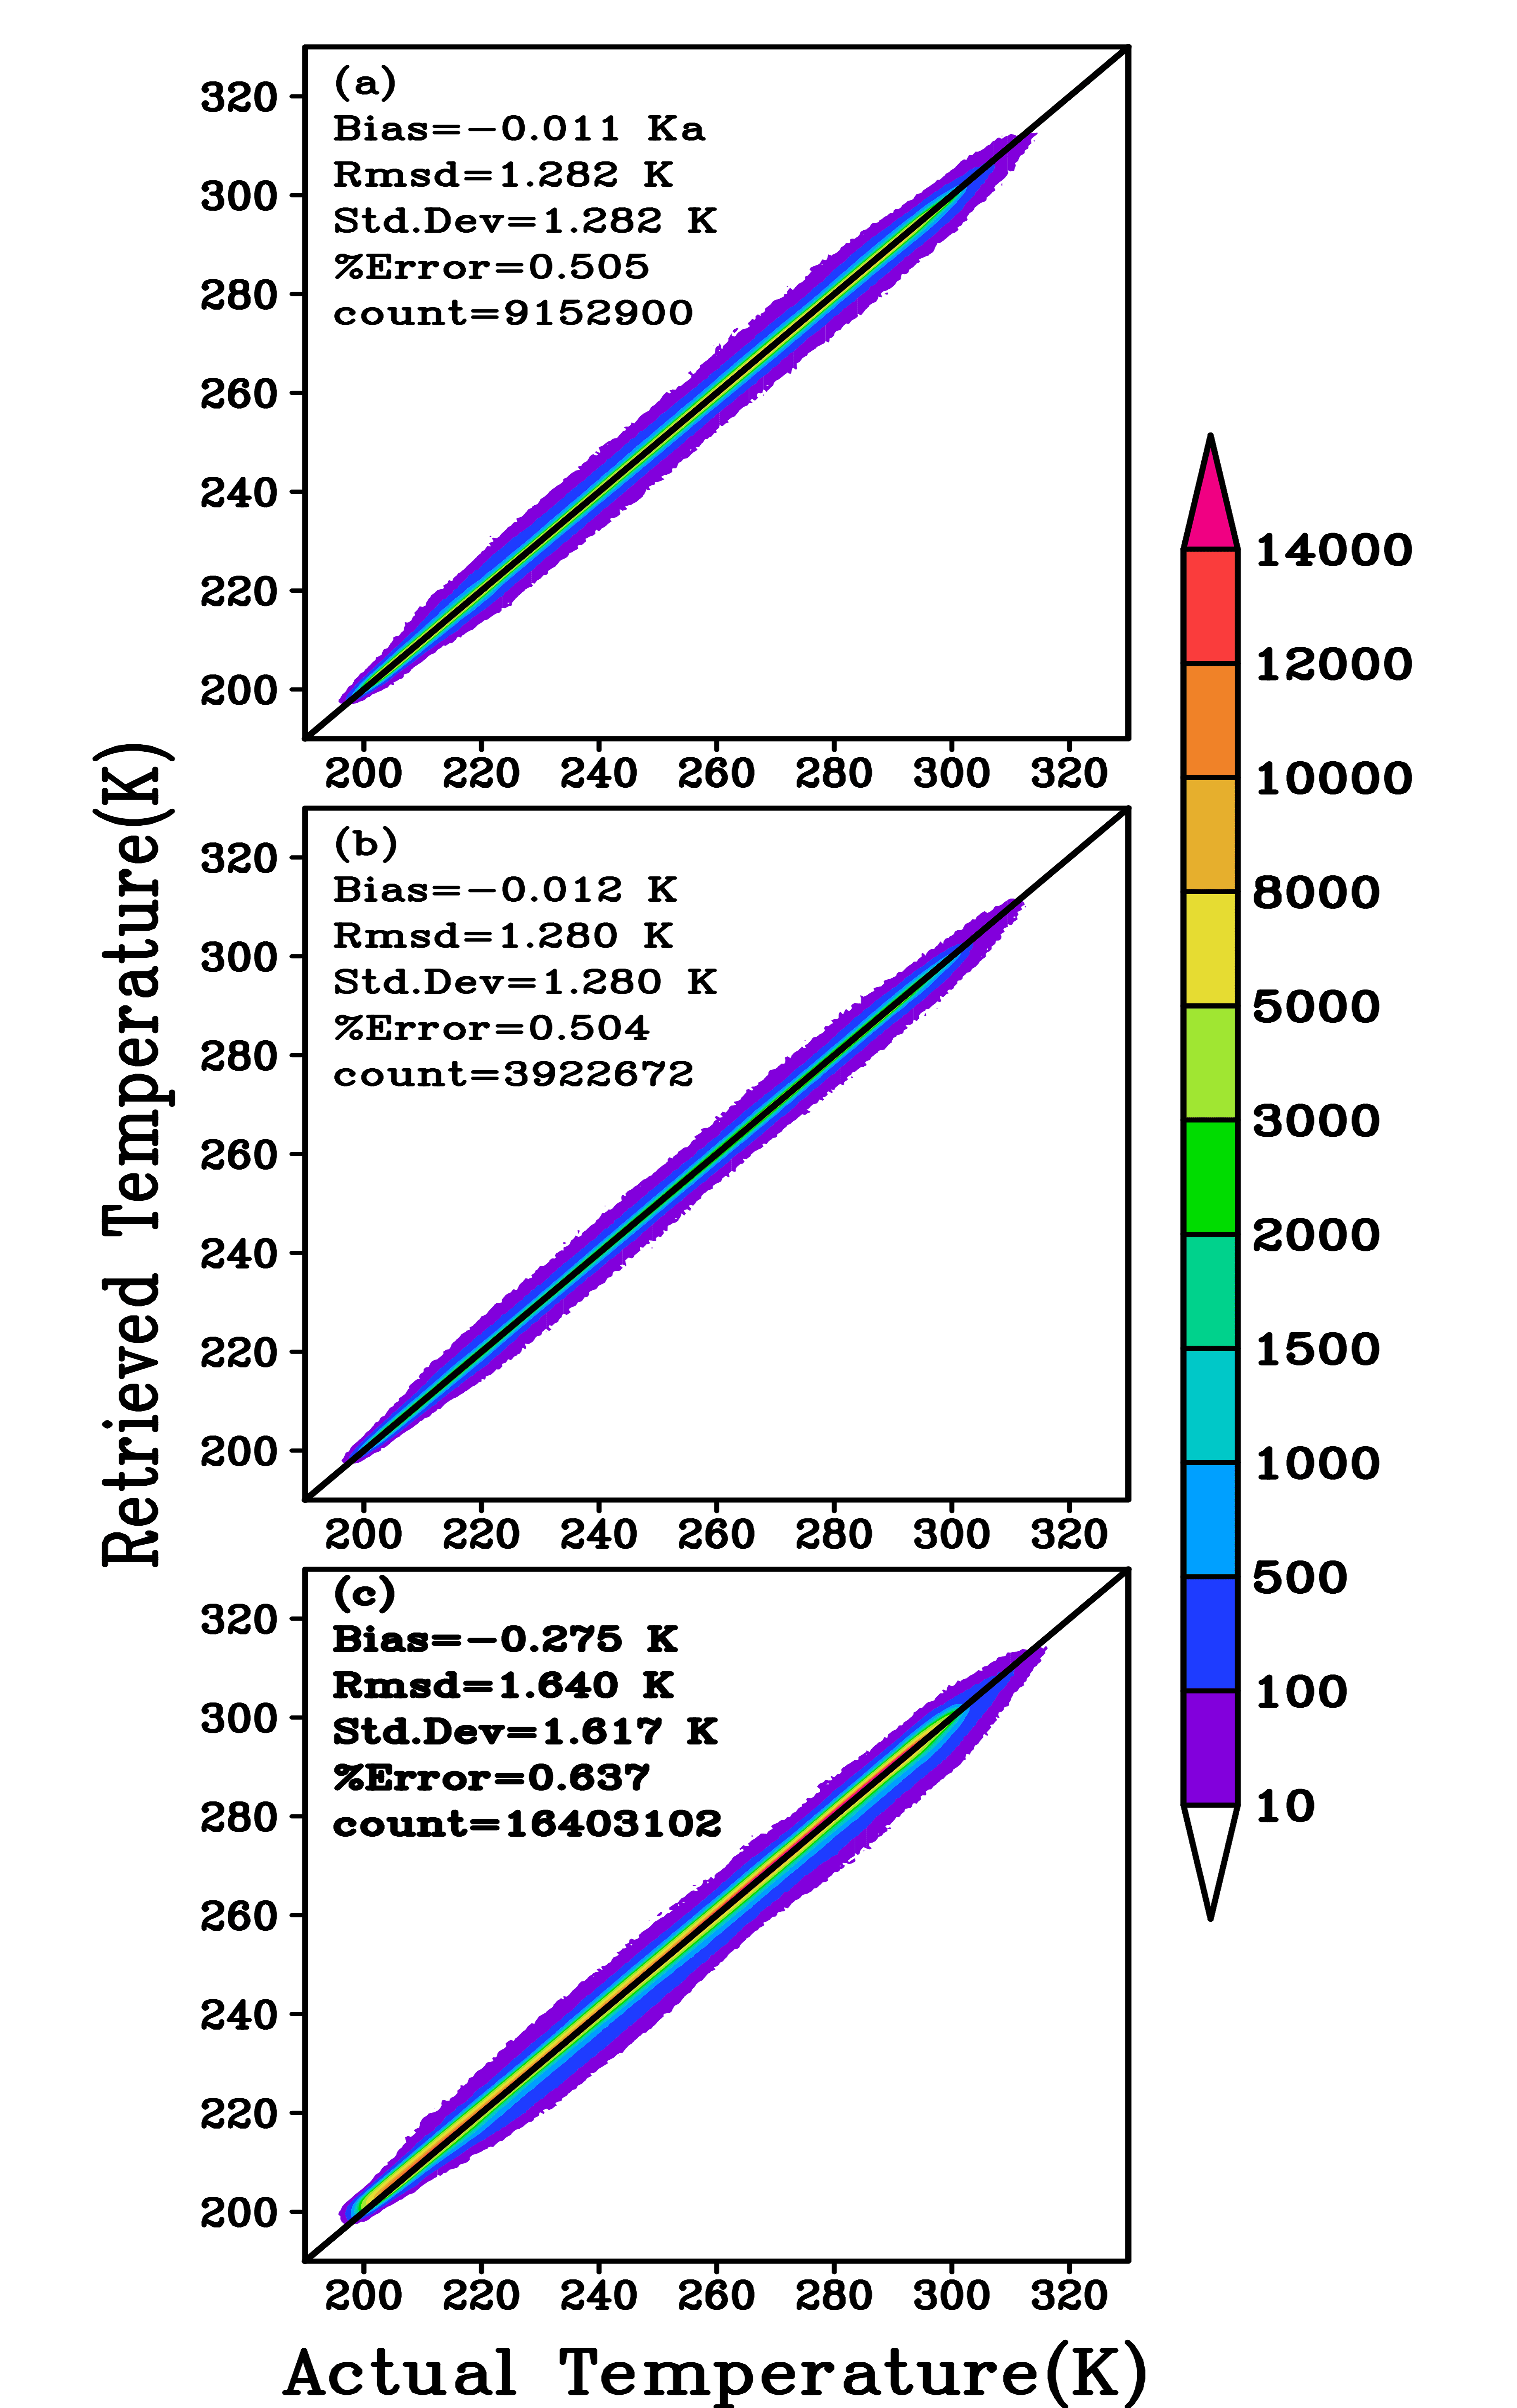 (a)
Bias=−0.011 Ka
Rmsd=1.282 K
Std.Dev=1.282 K
%Error=0.505
count=9152900
320
300
280
260
240
220
200
200 220 240 260 280 300 320
(b)
Bias=−0.012 K
Rmsd=1.280 K
Std.Dev=1.280 K
%Error=0.504
count=3922672
320
300
280
260
240
220
200
200 220 240 260 280 300 320
(c)
Bias=−0.275 K
Rmsd=1.640 K
Std.Dev=1.617 K
%Error=0.637
count=16403102
320
300
280
260
240
220
200
200 220 240 260 280 300 320
Retrieved Temperature(K)
Actual Temperature(K)
14000
12000
10000
8000
5000
3000
2000
1500
1000
500
100
10